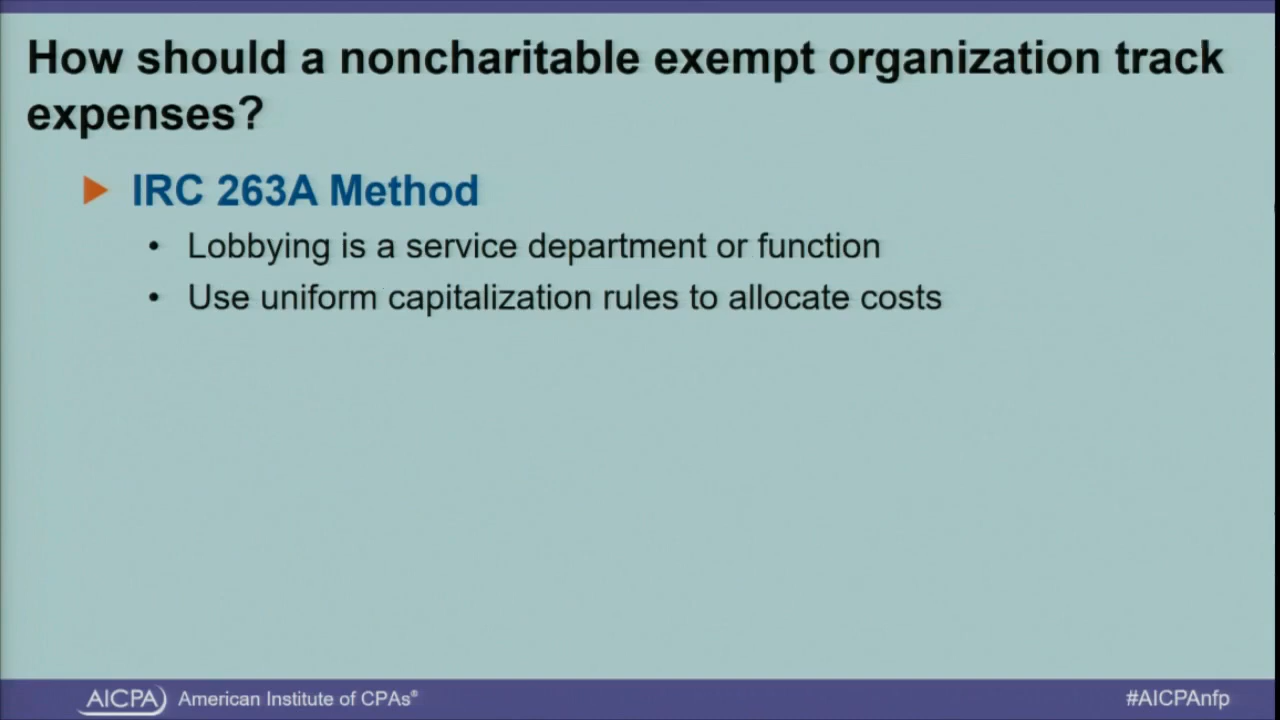 How should a noncharitable exempt organization track
expenses?
IRC 263A Method
• Lobbying is a service department or function
• Use uniform capitalization rules to allocate costs
AICPA American Institute of CPAs® #AICPAnfp